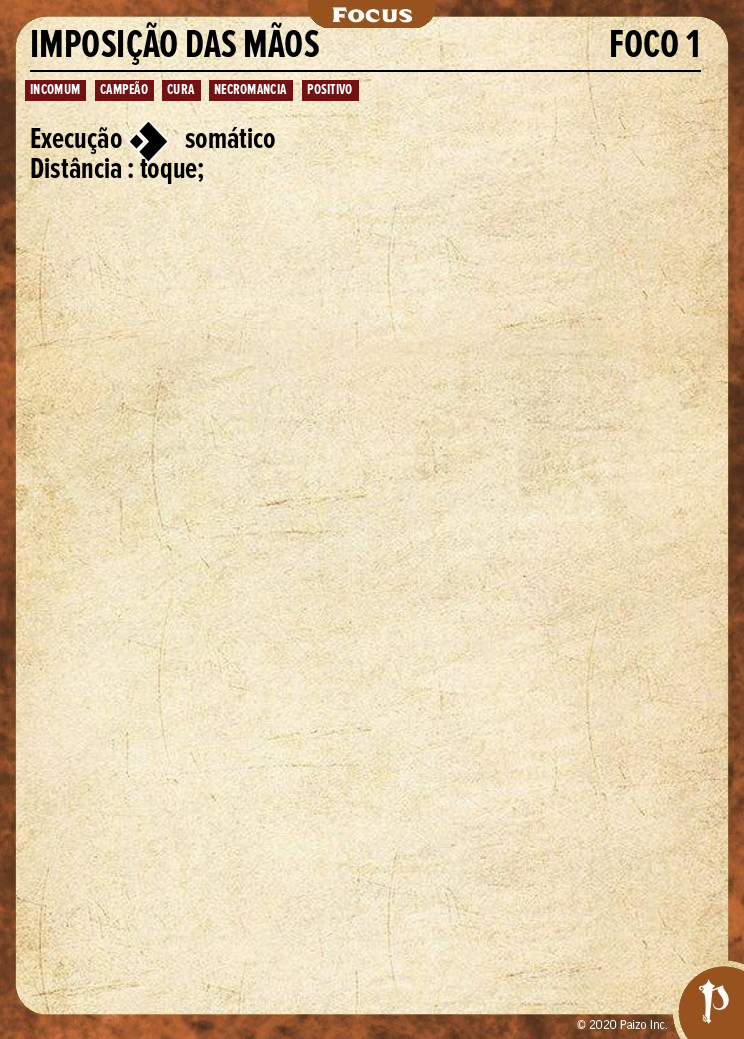 Focus
IMPOSIÇÃO DAS MÃOS FOCO 1
INCOMUM CAMPEÃO CURA NECROMANCIA POSITIVO
Execução somático
Distância : toque;
© 2020 Paizo Inc.